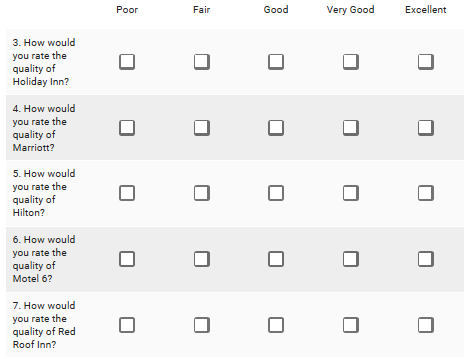 Poor Fair Good Very Good Excellent
3. How would
you rate the
quality of
Holiday Inn?
4. How would
you rate the
quality of
Marriott?
5. How would
you rate the
quality of
Hilton?
6. How would
you rate the
quality of
Motel 6?
7. How would
you rate the
quality of Red
Roof Inn?